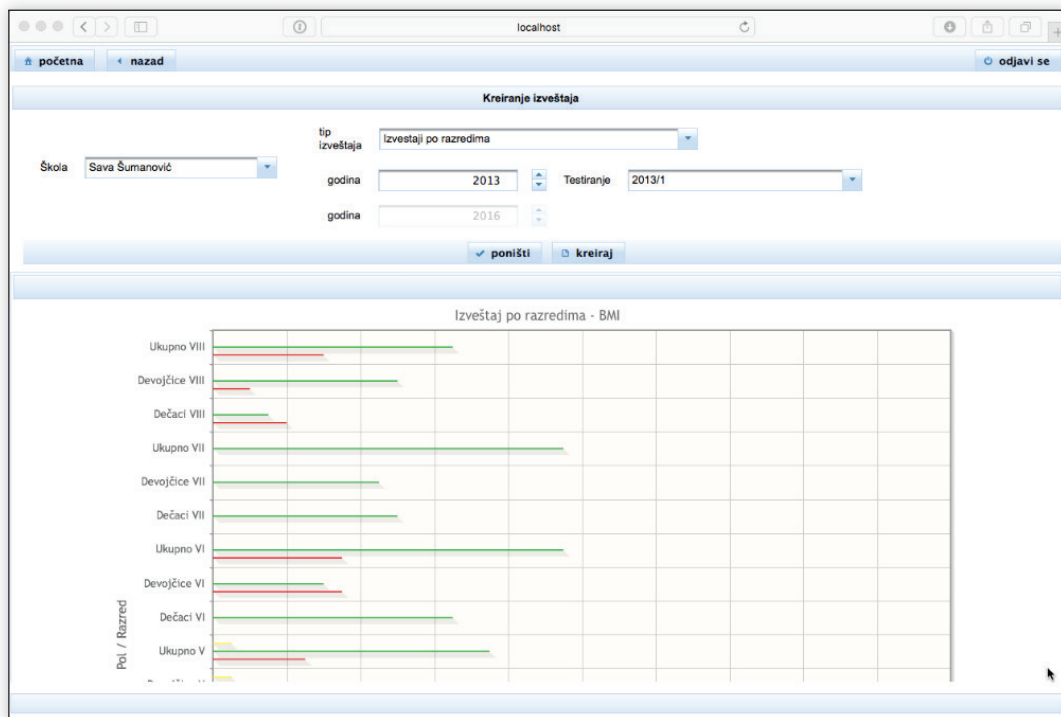 localhost
početna nazad odjavi se
Kreiranje izveštaja
tip
izveštaja Izvestaji po razredima
Škola Sava Šumanović
godina 2013 Testiranje 2013/1
godina 2016
poništi kreiraj
Izveštaj po razredima - BMI
Ukupno VIII
Devojčice VIII
Dečaci VIII
Ukupno VII
Devojčice VII
Dečaci VII
Ukupno VI
Devojčice VI
Dečaci VI
Ukupno V
Pol / Razred